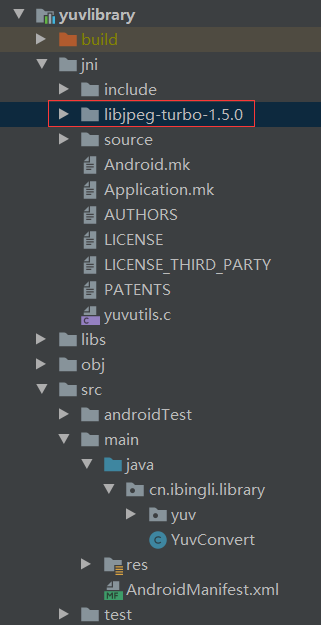 yuvlibrary
build
jni
include
libjpeg-turbo-1.5.0
source
Android.mk
Application.mk
AUTHORS
LICENSE
LICENSE_THIRD_PARTY
PATENTS
yuvutils.c
libs
obj
src
androidTest
main
java
cn.ibingli.library
yuv
C YuvConvert
res
MF AndroidManifest.xml
test